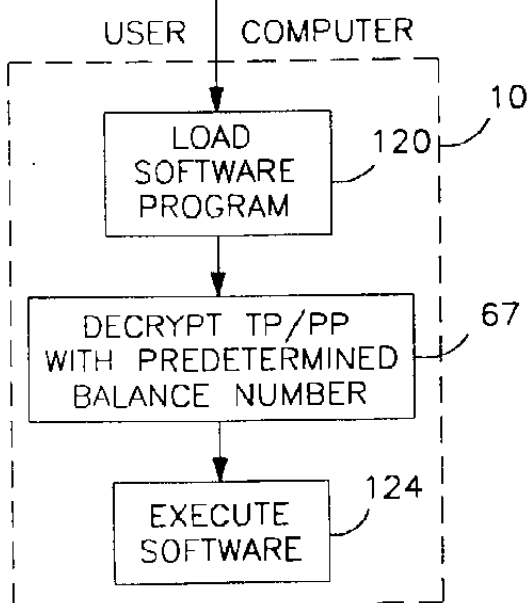 USER COMPUTER
10
LOAD
SOFTWARE
PROGRAM
120
DECRYPT TP/PP
WITH PREDETERMINED
BALANCE NUMBER
67
EXECUTE
SOFTWARE
124